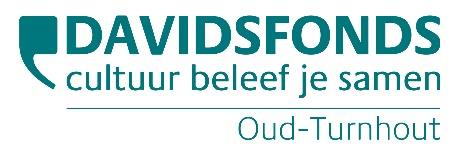 DAVIDSFONDS
cultuur beleef je samen
Oud-Turnhout